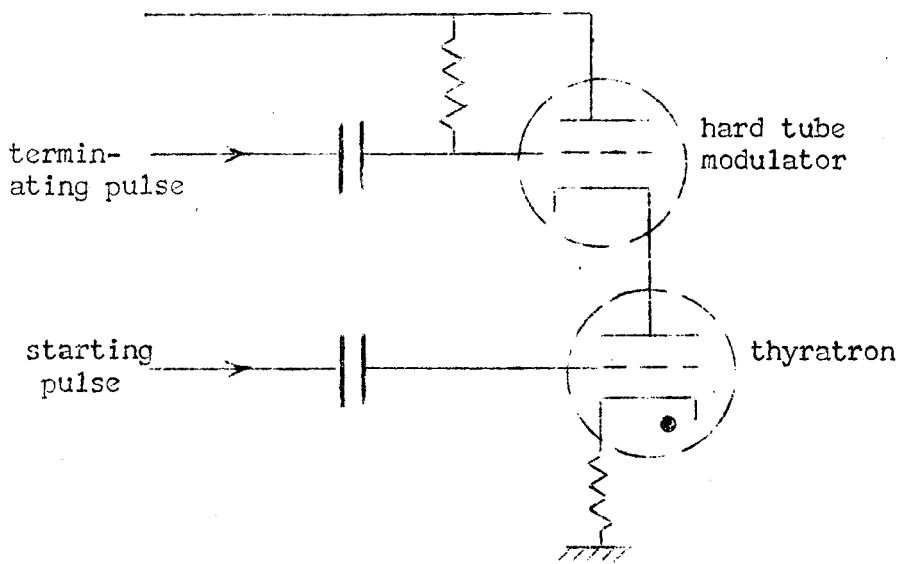 termin-
ating pulse
hard tube
modulator
starting
pulse
thyratron